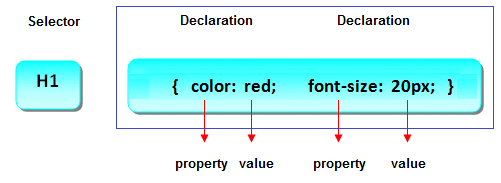 Selector Declaration Declaration
H1 { color: red; font-size: 20px; }
property value property value